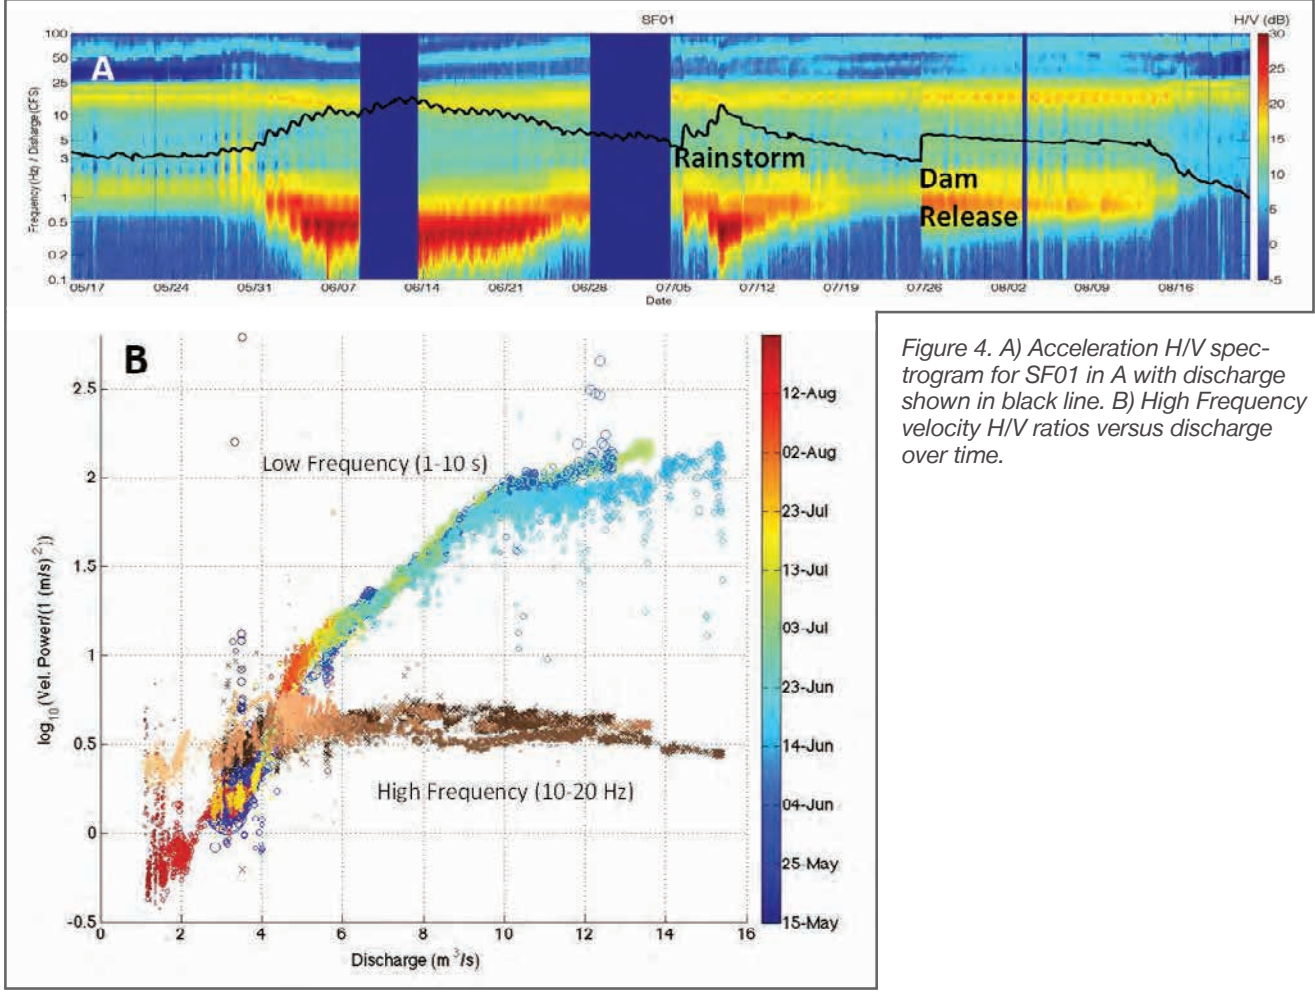 SF01
H/V (dB)
A
Frequency(Hz) / Disharge(CFS)
100
50
25
10
5
3
1
0.5
0.2
0.1
Rainstorm
Dam
Release
05/17 05/24 05/31 06/07 06/14 06/21 06/28 07/05 07/12 07/19 07/26 08/02 08/09 08/16
Date
30
25
20
15
10
5
0
-5
B
log10(Vel. Power/(1 (m/s)2))
2.5
2
1.5
1
0.5
0
-0.5
Low Frequency (1-10 s)
High Frequency (10-20 Hz)
0 2 4 6 8 10 12 14 16
Discharge (m3/s)
12-Aug
02-Aug
23-Jul
13-Jul
03-Jul
23-Jun
14-Jun
04-Jun
25-May
15-May
Figure 4. A) Acceleration H/V spec-
trogram for SF01 in A with discharge
shown in black line. B) High Frequency
velocity H/V ratios versus discharge
over time.